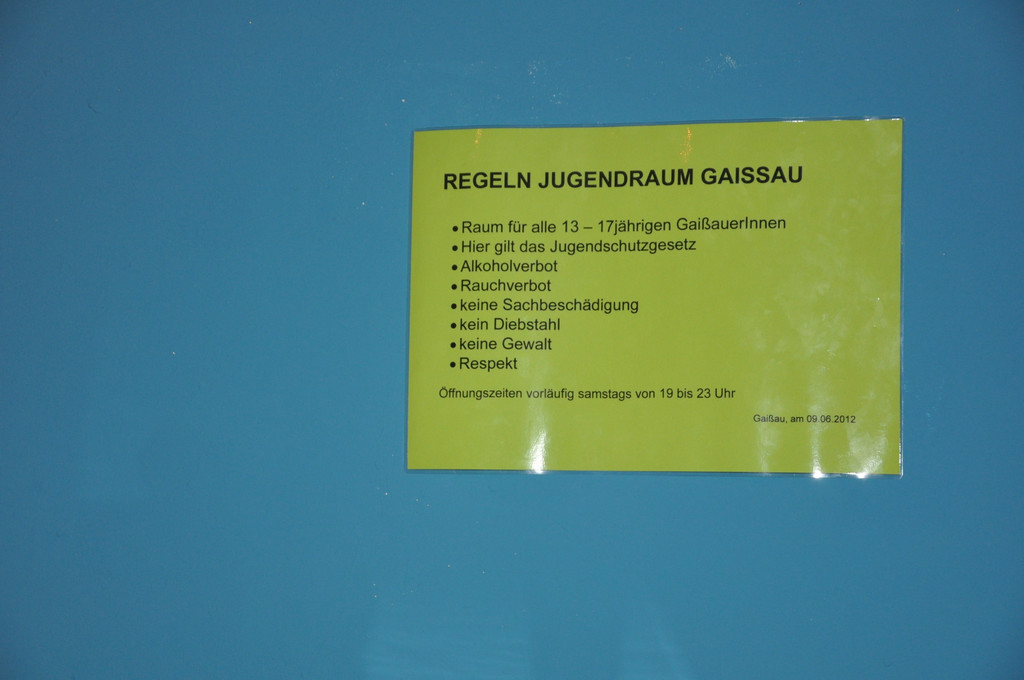 REGELN JUGENDRAUM GAISSAU
• Raum für alle 13 – 17jährigen GaißauerInnen
• Hier gilt das Jugendschutzgesetz
• Alkoholverbot
• Rauchverbot
• keine Sachbeschädigung
• kein Diebstahl
• keine Gewalt
• Respekt
Öffnungszeiten vorläufig samstags von 19 bis 23 Uhr
Gaißau, am 09.06.2012